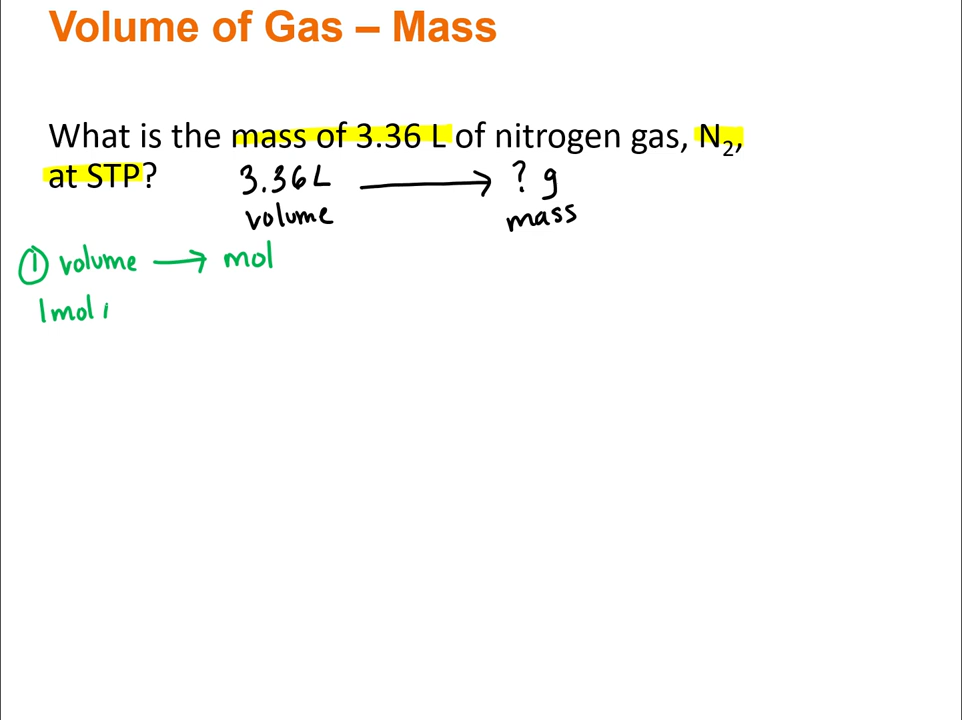 Volume of Gas – Mass
What is the mass of 3.36 L of nitrogen gas, N₂,
at STP?
3.36L → ? g
volume mass
① volume → mol
1mol